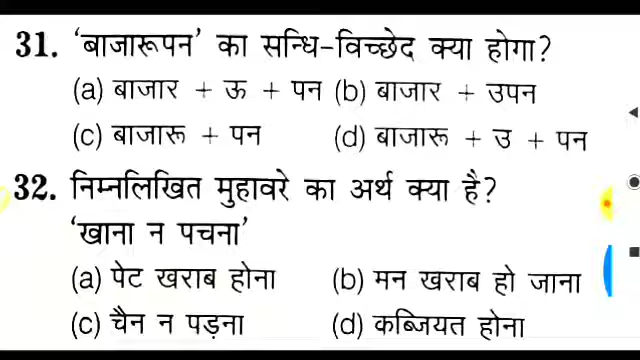 31. ‘बाजारूपन’ का सन्धि-विच्छेद क्या होगा?
(a) बाजार + ऊ + पन (b) बाजार + उपन
(c) बाजारू + पन (d) बाजारू + उ + पन
32. निम्नलिखित मुहावरे का अर्थ क्या है?
‘खाना न पचना’
(a) पेट खराब होना (b) मन खराब हो जाना
(c) चैन न पड़ना (d) कब्जियत होना